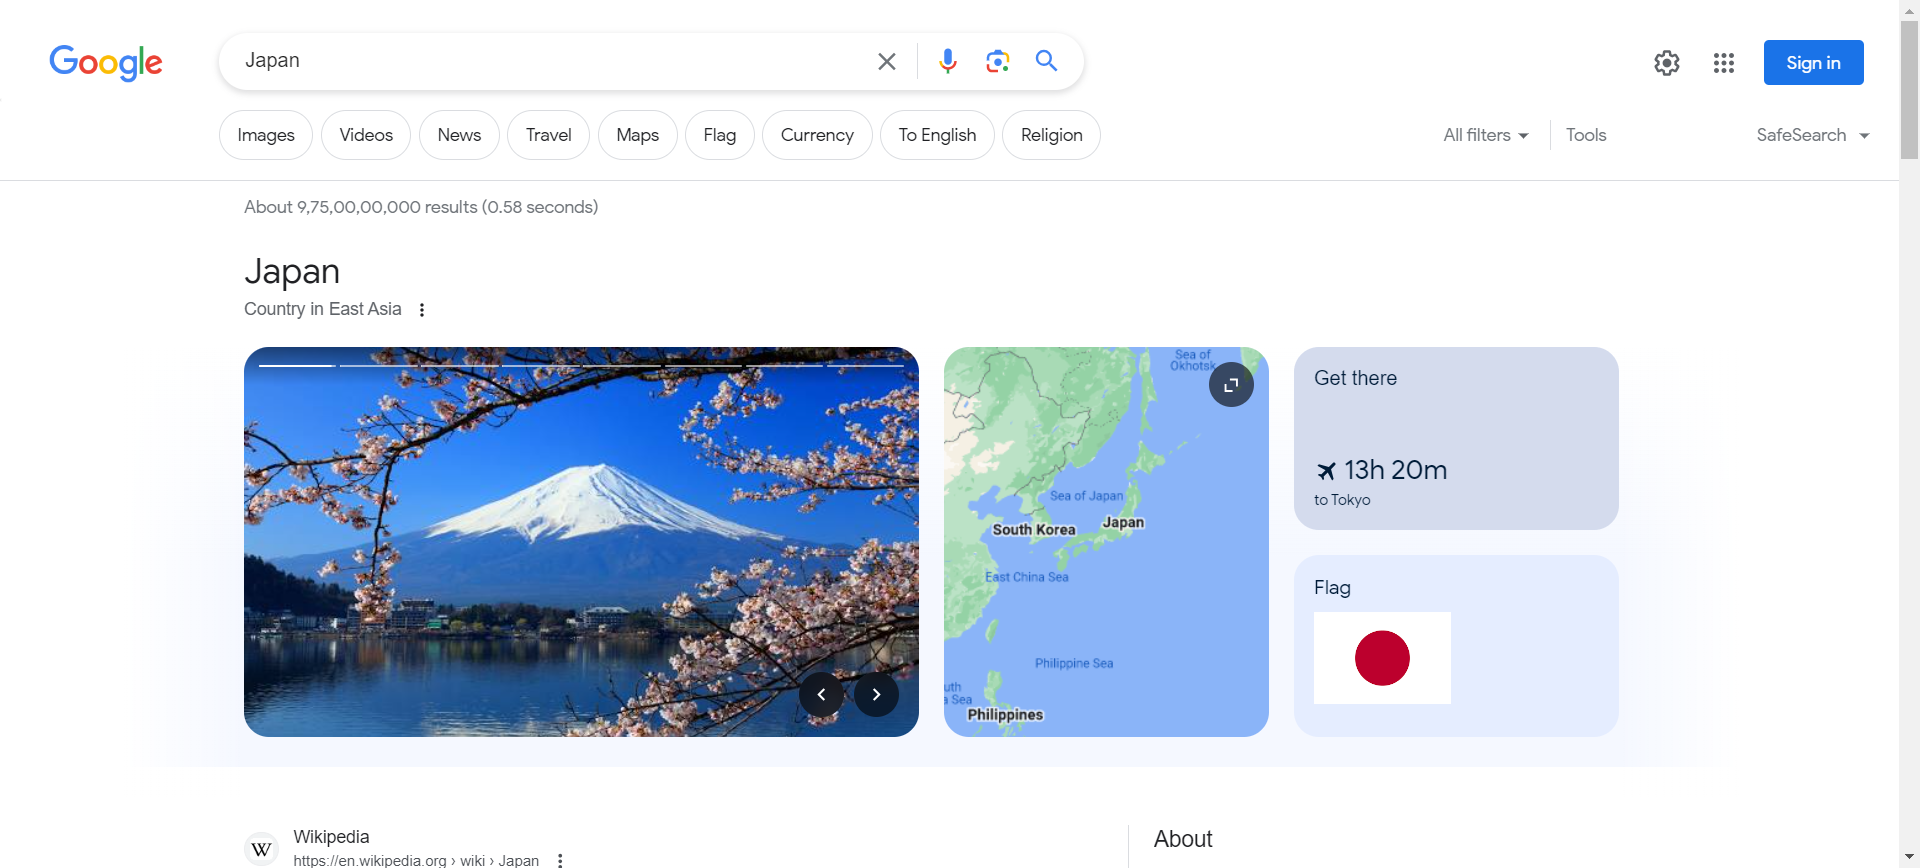 Google
Japan
Sign in
Images
Videos
News
Travel
Maps
Flag
Currency
To English
Religion
All filters
Tools
SafeSearch
About 9,75,00,00,000 results (0.58 seconds)
Japan
Country in East Asia
Sea of
Okhotsk
Sea of Japan
South Korea
Japan
East China Sea
Philippine Sea
uth
Sea
Philippines
Get there
13h 20m
to Tokyo
Flag
W
Wikipedia
https://en.wikipedia.org › wiki › Japan
About